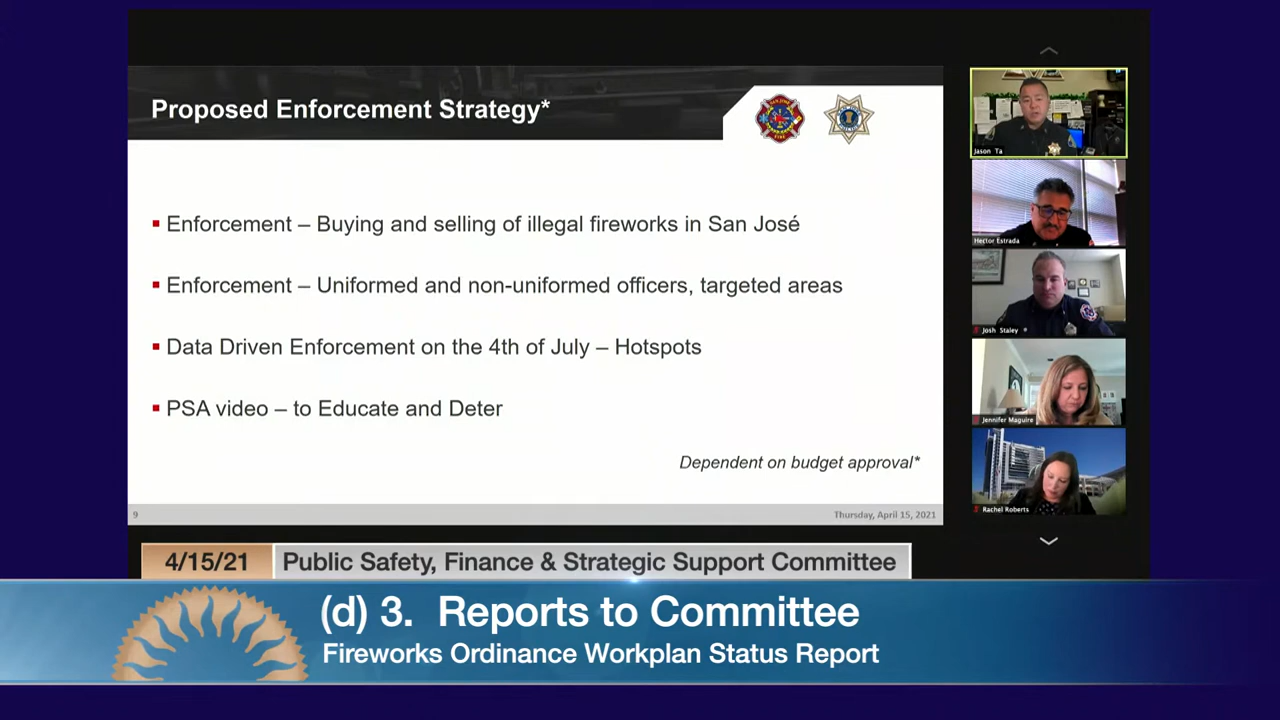 Proposed Enforcement Strategy*
▪ Enforcement – Buying and selling of illegal fireworks in San José
▪ Enforcement – Uniformed and non-uniformed officers, targeted areas
▪ Data Driven Enforcement on the 4th of July – Hotspots
▪ PSA video – to Educate and Deter
Dependent on budget approval*
9
Thursday, April 15, 2021
Jason Ta
Hector Estrada
Josh Staley
Jennifer Maguire
Rachel Roberts
4/15/21
Public Safety, Finance & Strategic Support Committee
(d) 3. Reports to Committee
Fireworks Ordinance Workplan Status Report